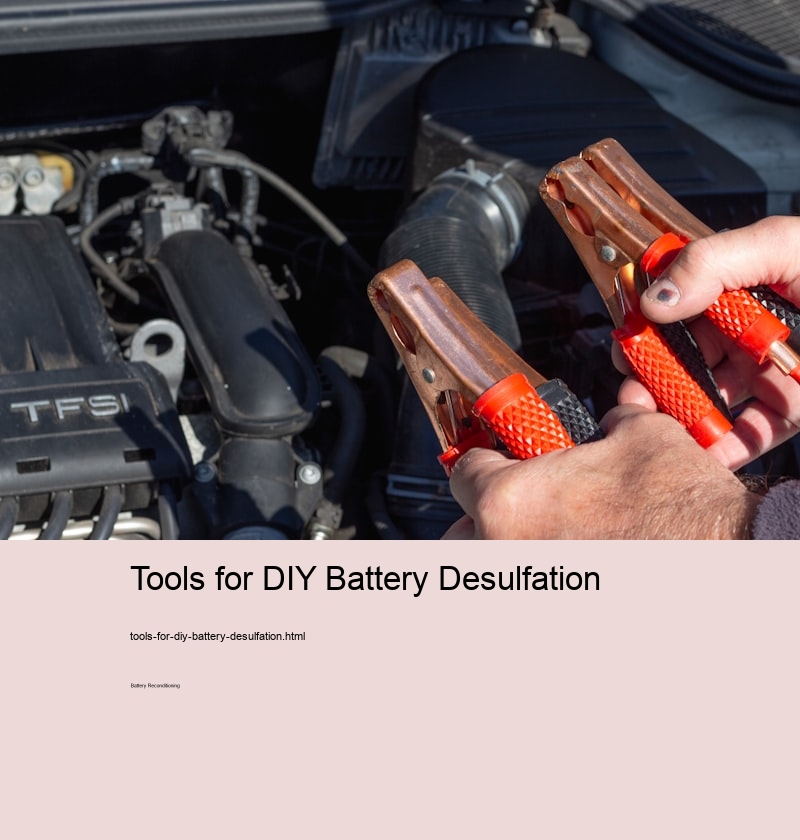 TFSI
Tools for DIY Battery Desulfation
tools-for-diy-battery-desulfation.html
Battery Reconditioning